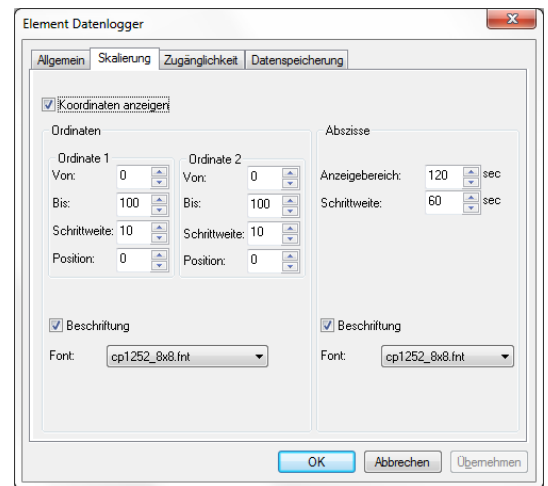 Element Datenlogger
Allgemein Skalierung Zugänglichkeit Datenspeicherung
Koordinaten anzeigen
Ordinaten
Ordinate 1
Von: 0
Bis: 100
Schrittweite: 10
Position: 0
Ordinate 2
Von: 0
Bis: 100
Schrittweite: 10
Position: 0
Beschriftung
Font: cp1252_8x8.fnt
Abszisse
Anzeigebereich: 120 sec
Schrittweite: 60 sec
Beschriftung
Font: cp1252_8x8.fnt
OK Abbrechen Übernehmen